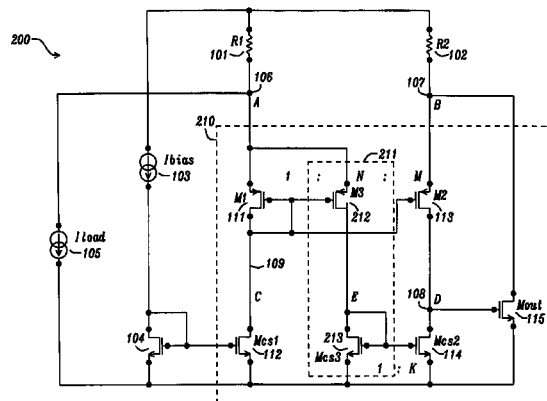 200
R1
101
R2
102
106
A
107
B
210
211
Ibias
103
1 : N : M
M1
111
M3
212
M2
113
Iload
105
109
C
E
108
D
Mout
115
104
Mcs1
112
213
Mcs3
Mcs2
114
1 : K